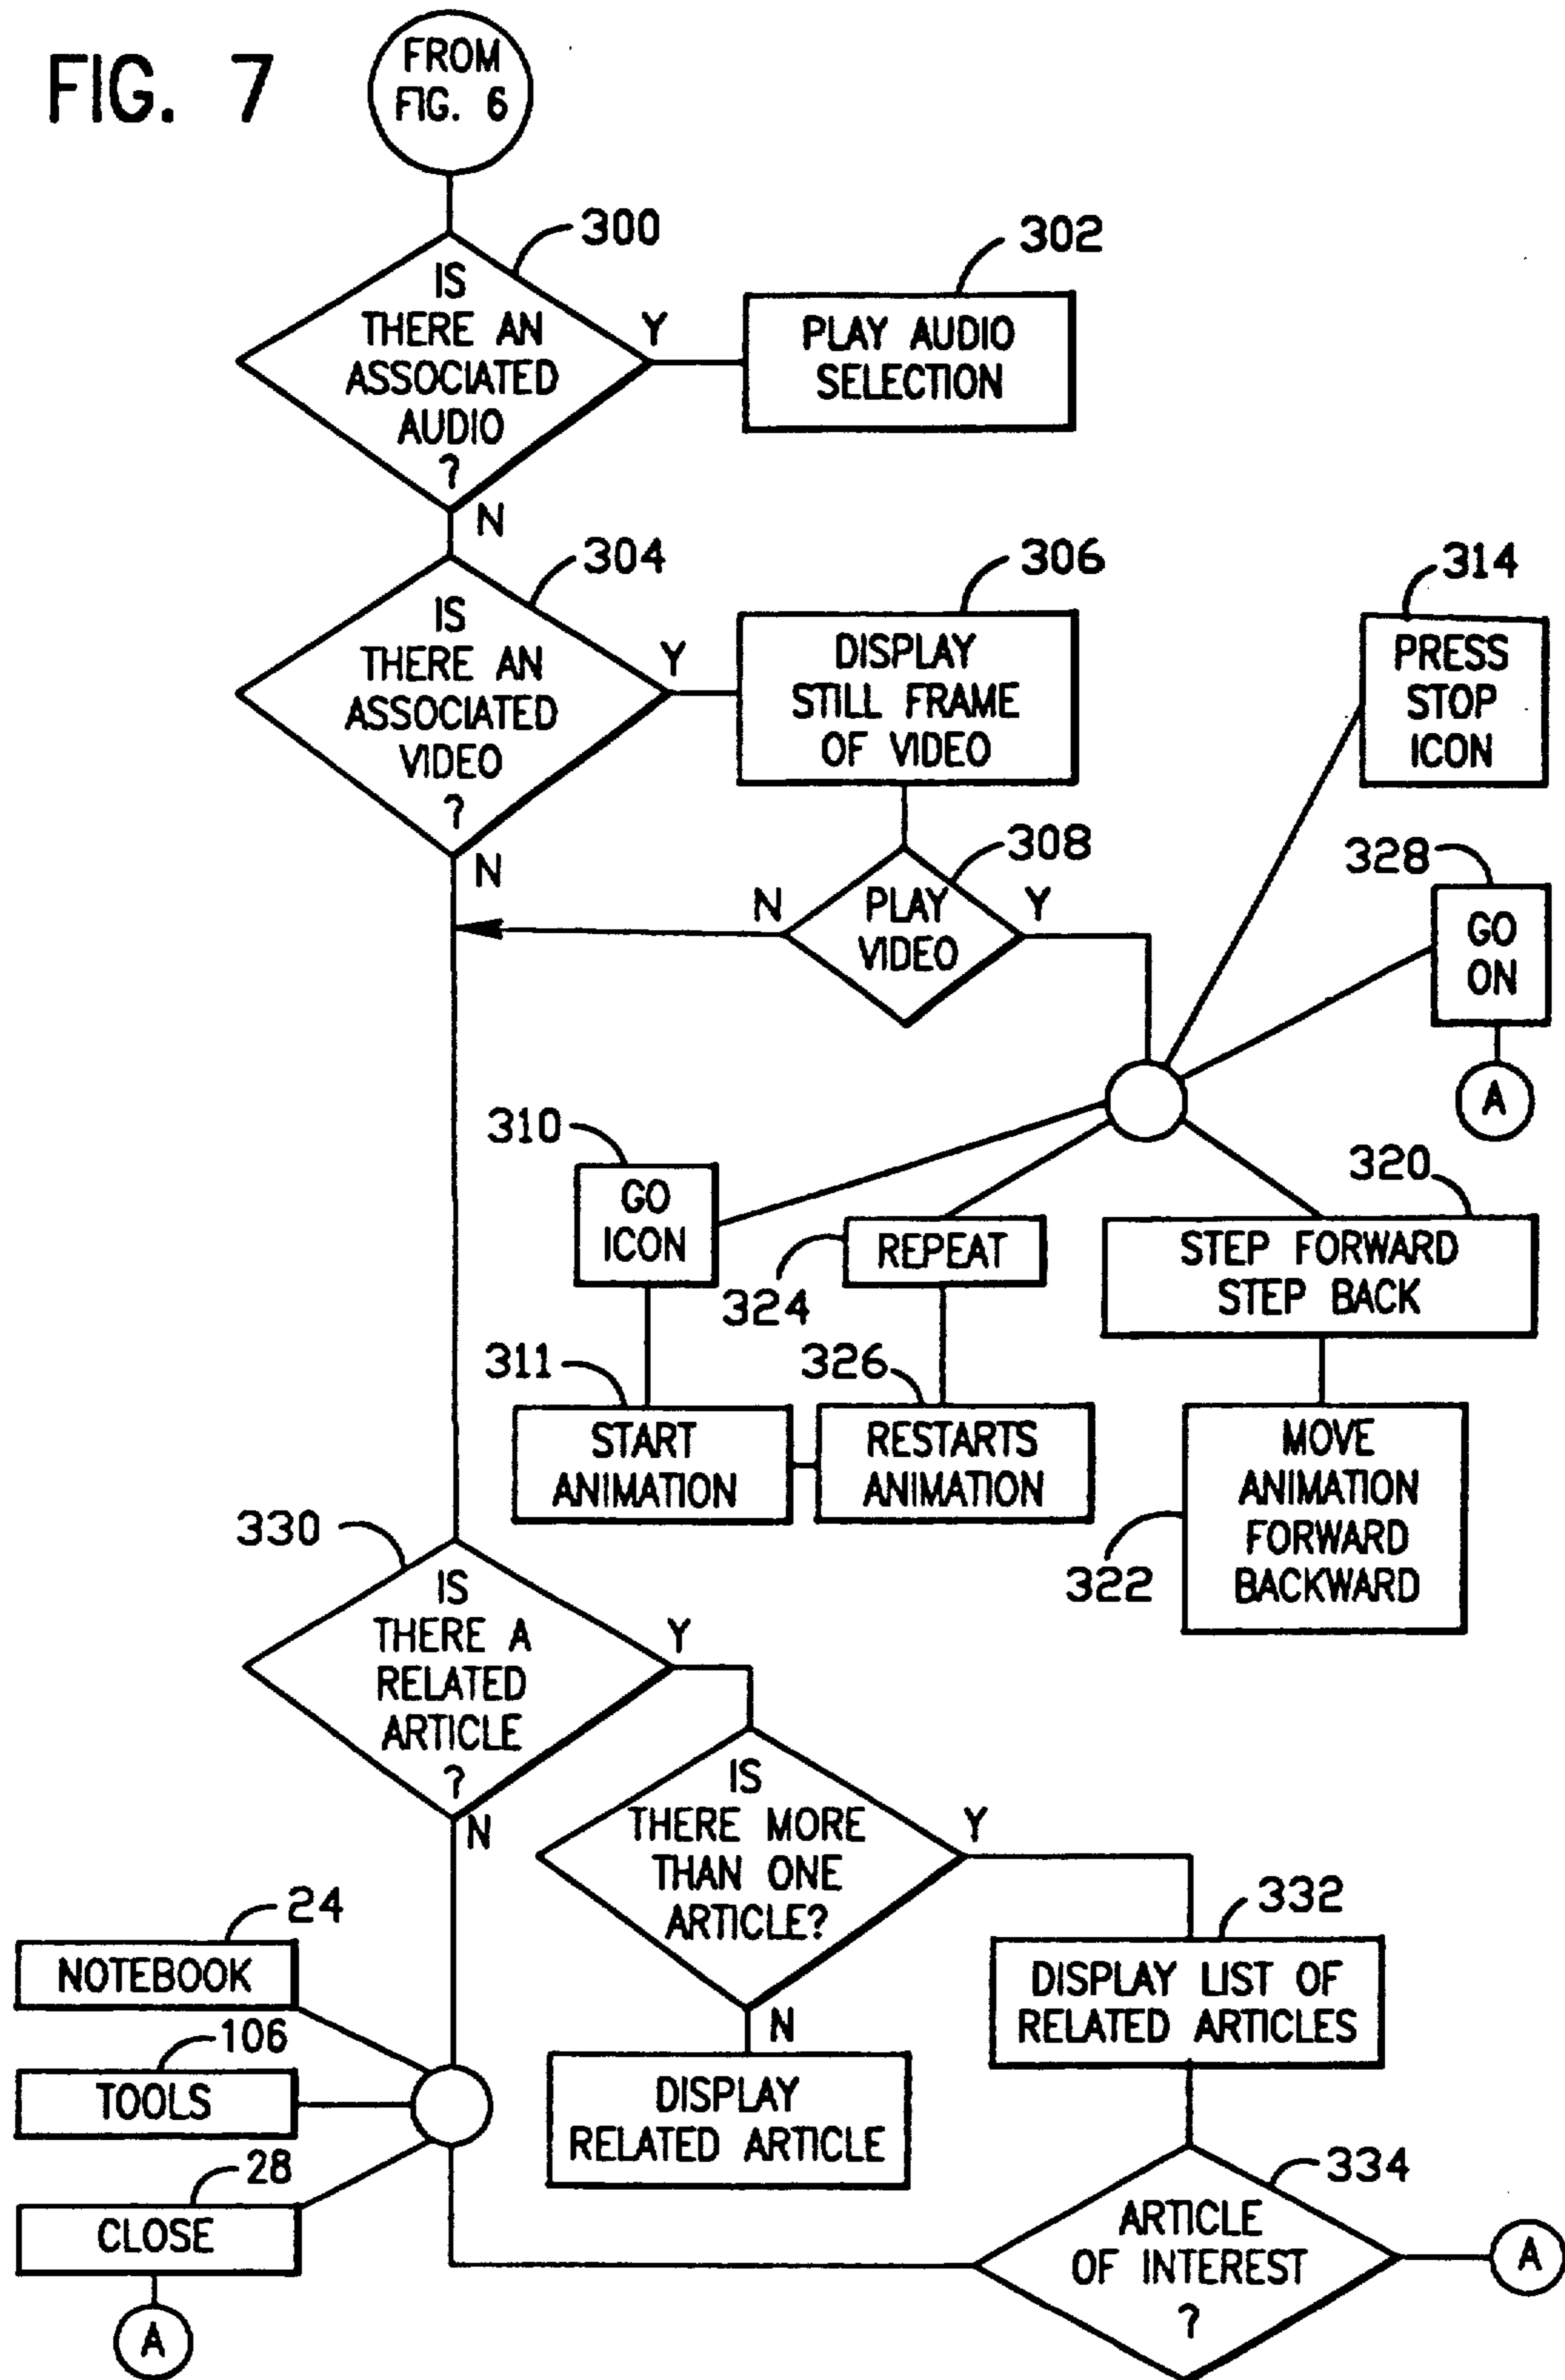 FIG. 7
FROM
FIG. 6
300
IS
THERE AN
ASSOCIATED
AUDIO
?
Y
N
302
PLAY AUDIO
SELECTION
304
IS
THERE AN
ASSOCIATED
VIDEO
?
Y
N
306
DISPLAY
STILL FRAME
OF VIDEO
314
PRESS
STOP
ICON
308
PLAY
VIDEO
N
Y
328
GO
ON
A
310
GO
ICON
324
REPEAT
320
STEP FORWARD
STEP BACK
311
START
ANIMATION
326
RESTARTS
ANIMATION
322
MOVE
ANIMATION
FORWARD
BACKWARD
330
IS
THERE A
RELATED
ARTICLE
?
Y
N
IS
THERE MORE
THAN ONE
ARTICLE?
Y
N
332
DISPLAY LIST OF
RELATED ARTICLES
24
NOTEBOOK
106
TOOLS
28
CLOSE
A
DISPLAY
RELATED ARTICLE
334
ARTICLE
OF INTEREST
?
A